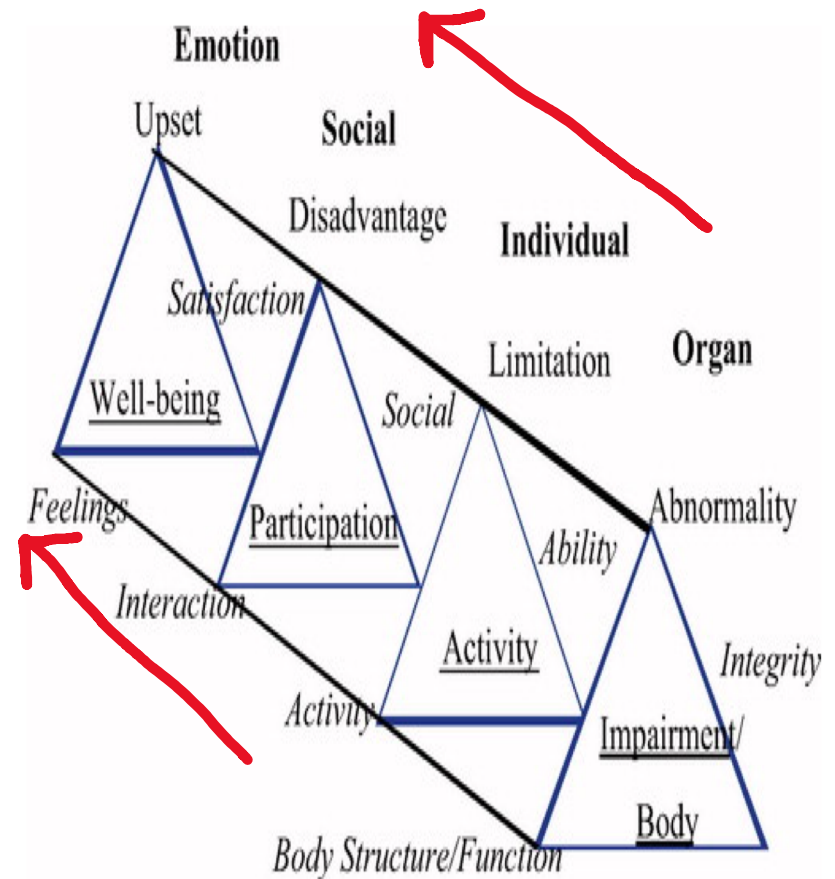 Emotion
Upset
Social
Disadvantage
Individual
Satisfaction
Limitation
Organ
Well-being
Social
Feelings
Participation
Abnormality
Ability
Interaction
Activity
Integrity
Activity
Impairment/
Body
Body Structure/Function